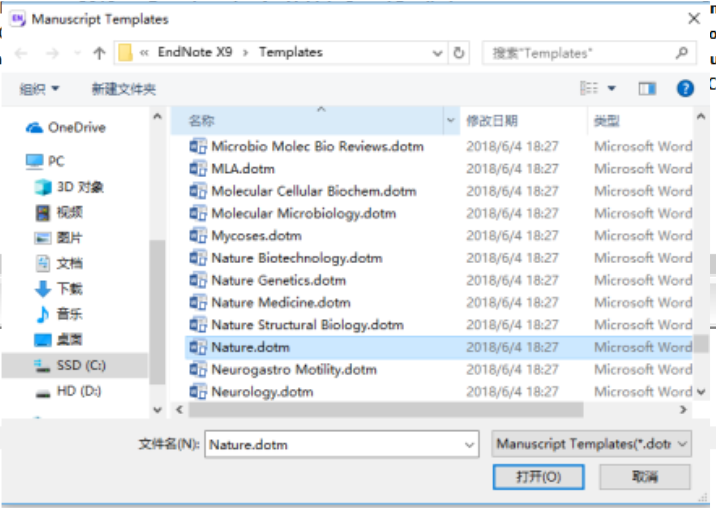 Manuscript Templates
« EndNote X9 › Templates
搜索"Templates"
组织
新建文件夹
名称 修改日期 类型
OneDrive
PC
3D 对象
视频
图片
文档
下载
音乐
桌面
SSD (C:)
HD (D:)
Microbio Molec Bio Reviews.dotm 2018/6/4 18:27 Microsoft Word
MLA.dotm 2018/6/4 18:27 Microsoft Word
Molecular Cellular Biochem.dotm 2018/6/4 18:27 Microsoft Word
Molecular Microbiology.dotm 2018/6/4 18:27 Microsoft Word
Mycoses.dotm 2018/6/4 18:27 Microsoft Word
Nature Biotechnology.dotm 2018/6/4 18:27 Microsoft Word
Nature Genetics.dotm 2018/6/4 18:27 Microsoft Word
Nature Medicine.dotm 2018/6/4 18:27 Microsoft Word
Nature Structural Biology.dotm 2018/6/4 18:27 Microsoft Word
Nature.dotm 2018/6/4 18:27 Microsoft Word
Neurogastro Motility.dotm 2018/6/4 18:27 Microsoft Word
Neurology.dotm 2018/6/4 18:27 Microsoft Word
文件名(N): Nature.dotm
Manuscript Templates(*.dot
打开(O) 取消